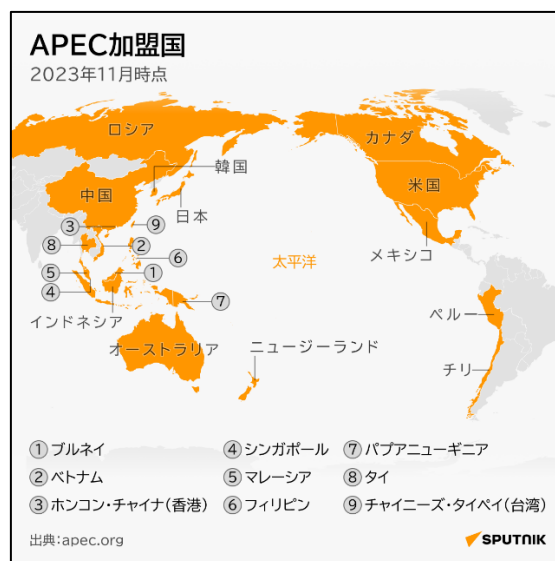 APEC加盟国
2023年11月時点
ロシア
カナダ
韓国
中国
米国
日本
③
⑨
⑧
②
メキシコ
⑥
太平洋
⑤
①
④
⑦
インドネシア
ペルー
オーストラリア
ニュージーランド
チリ
① ブルネイ
④ シンガポール
⑦ パプアニューギニア
② ベトナム
⑤ マレーシア
⑧ タイ
③ ホンコン・チャイナ(香港)
⑥ フィリピン
⑨ チャイニーズ・タイペイ(台湾)
出典:apec.org
SPUTNIK